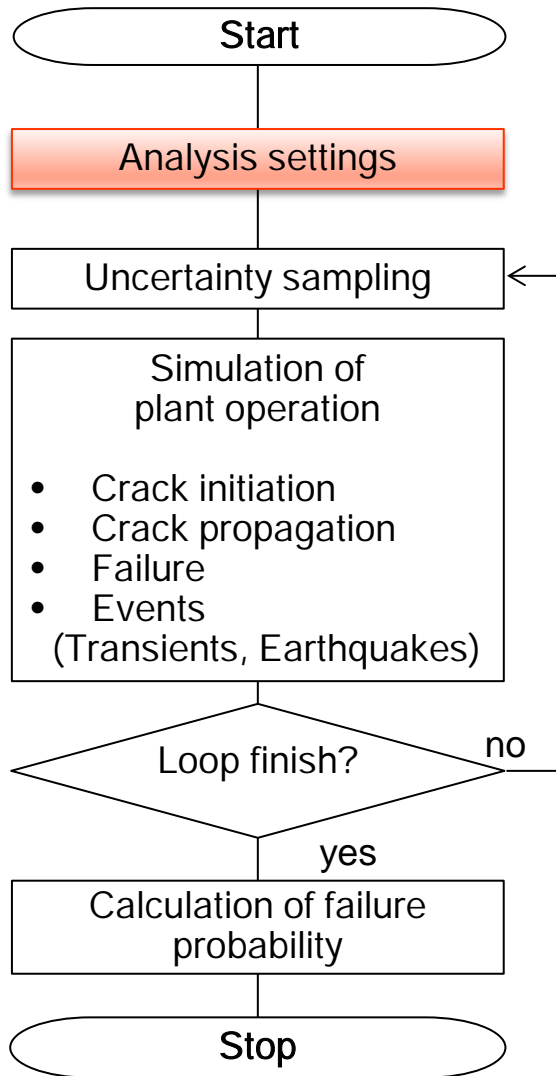 Start
Analysis settings
Uncertainty sampling
Simulation of
plant operation
• Crack initiation
• Crack propagation
• Failure
• Events
(Transients, Earthquakes)
Loop finish?
no
yes
Calculation of failure
probability
Stop